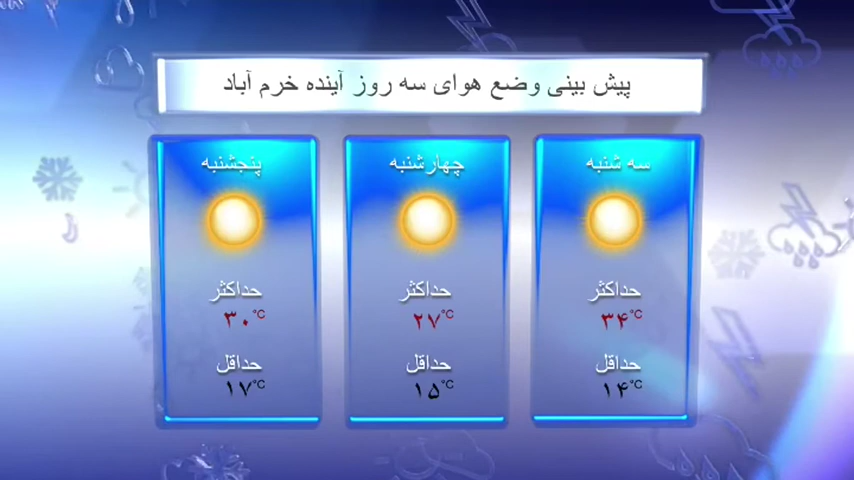 پیش بینی وضع هوای سه روز آینده خرم آباد
سه شنبه
حداکثر
۳۴°C
حداقل
۱۴°C
چهارشنبه
حداکثر
۲۷°C
حداقل
۱۵°C
پنجشنبه
حداکثر
۳۰°C
حداقل
۱۷°C